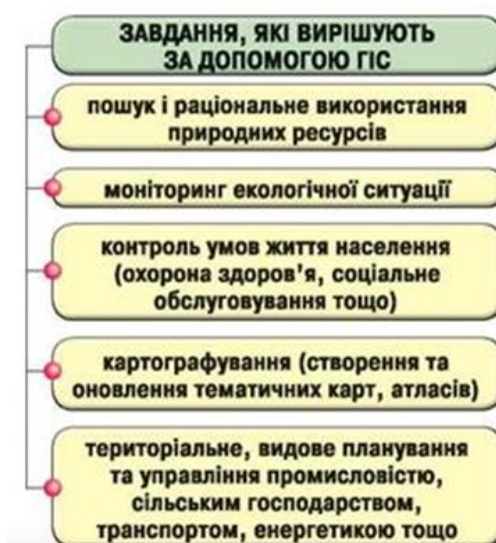 ЗАВДАННЯ, ЯКІ ВИРІШУЮТЬ
ЗА ДОПОМОГОЮ ГІС
пошук і раціональне використання
природних ресурсів
моніторинг екологічної ситуації
контроль умов життя населення
(охорона здоров’я, соціальне
обслуговування тощо)
картографування (створення та
оновлення тематичних карт, атласів)
територіальне, видове планування
та управління промисловістю,
сільським господарством,
транспортом, енергетикою тощо